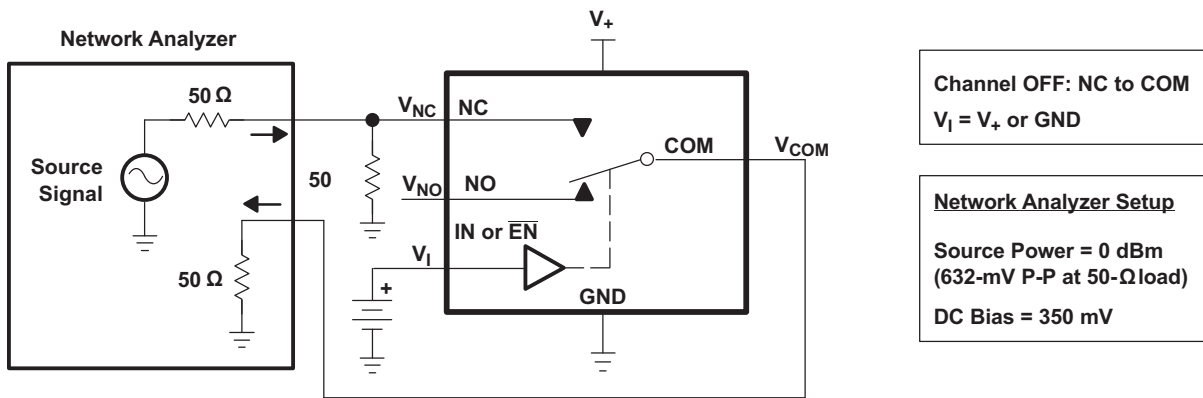 Network Analyzer
50 Ω
Source
Signal
50 Ω
50
V+
VNC
NC
COM
VCOM
VNO
NO
IN or E̅N̅
VI
+
GND
Channel OFF: NC to COM
VI = V+ or GND
Network Analyzer Setup
Source Power = 0 dBm
(632-mV P-P at 50-Ω load)
DC Bias = 350 mV